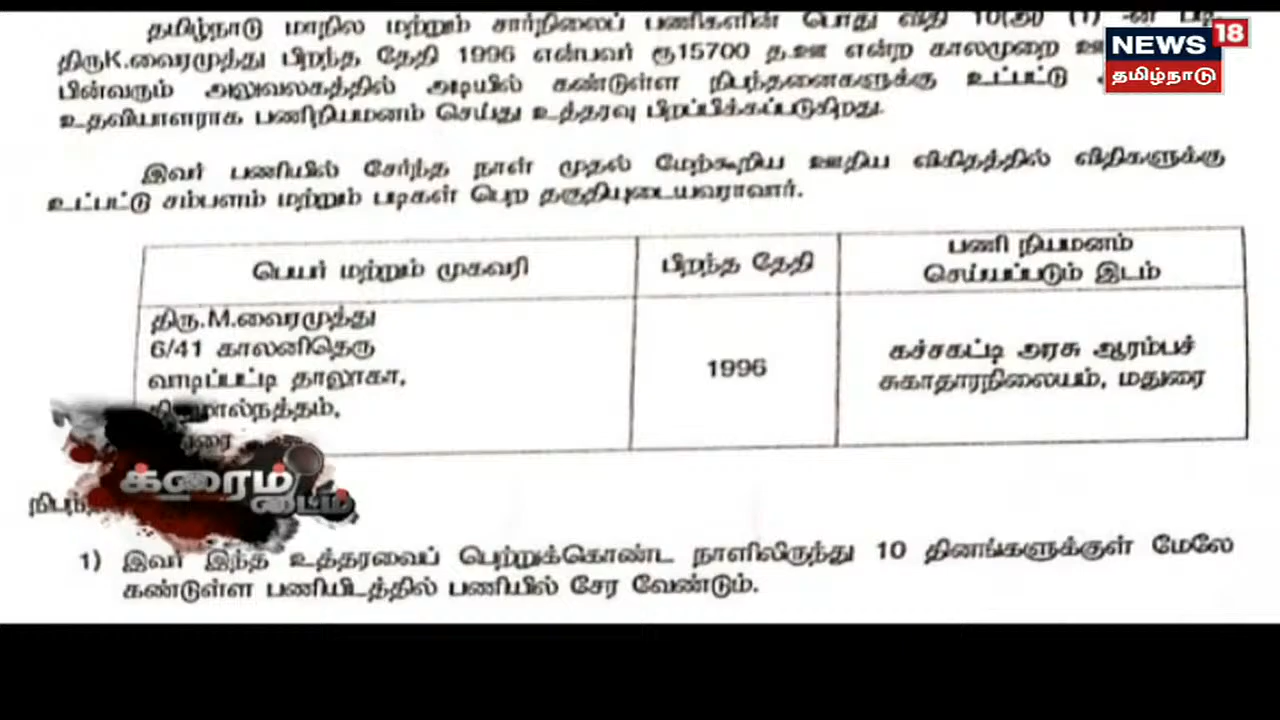 தமிழ்நாடு மாநில மற்றும் சார்நிலைப் பணிகளின் பொது விதி 10(அ) (1) -ன் படி
NEWS 18
தமிழ்நாடு
திருK.வைரமுத்து பிறந்த தேதி 1996 என்பவர் ரூ15700 த.ஊ என்ற காலமுறை
பின்வரும் அலுவலகத்தில் அடியில் கண்டுள்ள நிபந்தனைகளுக்கு உட்பட்டு
உதவியாளராக பணிநியமனம் செய்து உத்தரவு பிறப்பிக்கப்படுகிறது.
இவர் பணியில் சேர்ந்த நாள் முதல் மேற்கூறிய ஊதிய விகிதத்தில் விதிகளுக்கு
உட்பட்டு சம்பளம் மற்றும் படிகள் பெற தகுதியுடையவராவார்.
பெயர் மற்றும் முகவரி
பிறந்த தேதி
பணி நியமனம்
செய்யப்படும் இடம்
திரு.M.வைரமுத்து
6/41 காலனிதெரு
வாடிப்பட்டி தாலூகா,
1996
கச்சகட்டி அரசு ஆரம்பச்
சுகாதாரநிலையம், மதுரை
க்ரைம்
டைம்
1) இவர் இந்த உத்தரவைப் பெற்றுக்கொண்ட நாளிலிருந்து 10 தினங்களுக்குள் மேலே
கண்டுள்ள பணியிடத்தில் பணியில் சேர வேண்டும்.